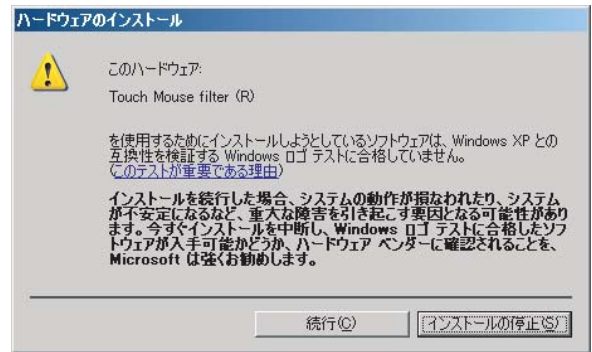 ハードウェアのインストール
このハードウェア:
Touch Mouse filter (R)
を使用するためにインストールしようとしているソフトウェアは、Windows XP との
互換性を検証する Windows ロゴ テストに合格していません。
(このテストが重要である理由)
インストールを続行した場合、システムの動作が損なわれたり、システム
が不安定になるなど、重大な障害を引き起こす要因となる可能性があり
ます。今すぐインストールを中断し、Windows ロゴ テストに合格したソフ
トウェアが入手可能かどうか、ハードウェア ベンダーに確認されることを、
Microsoft は強くお勧めします。
続行(C)
インストールの停止(S)